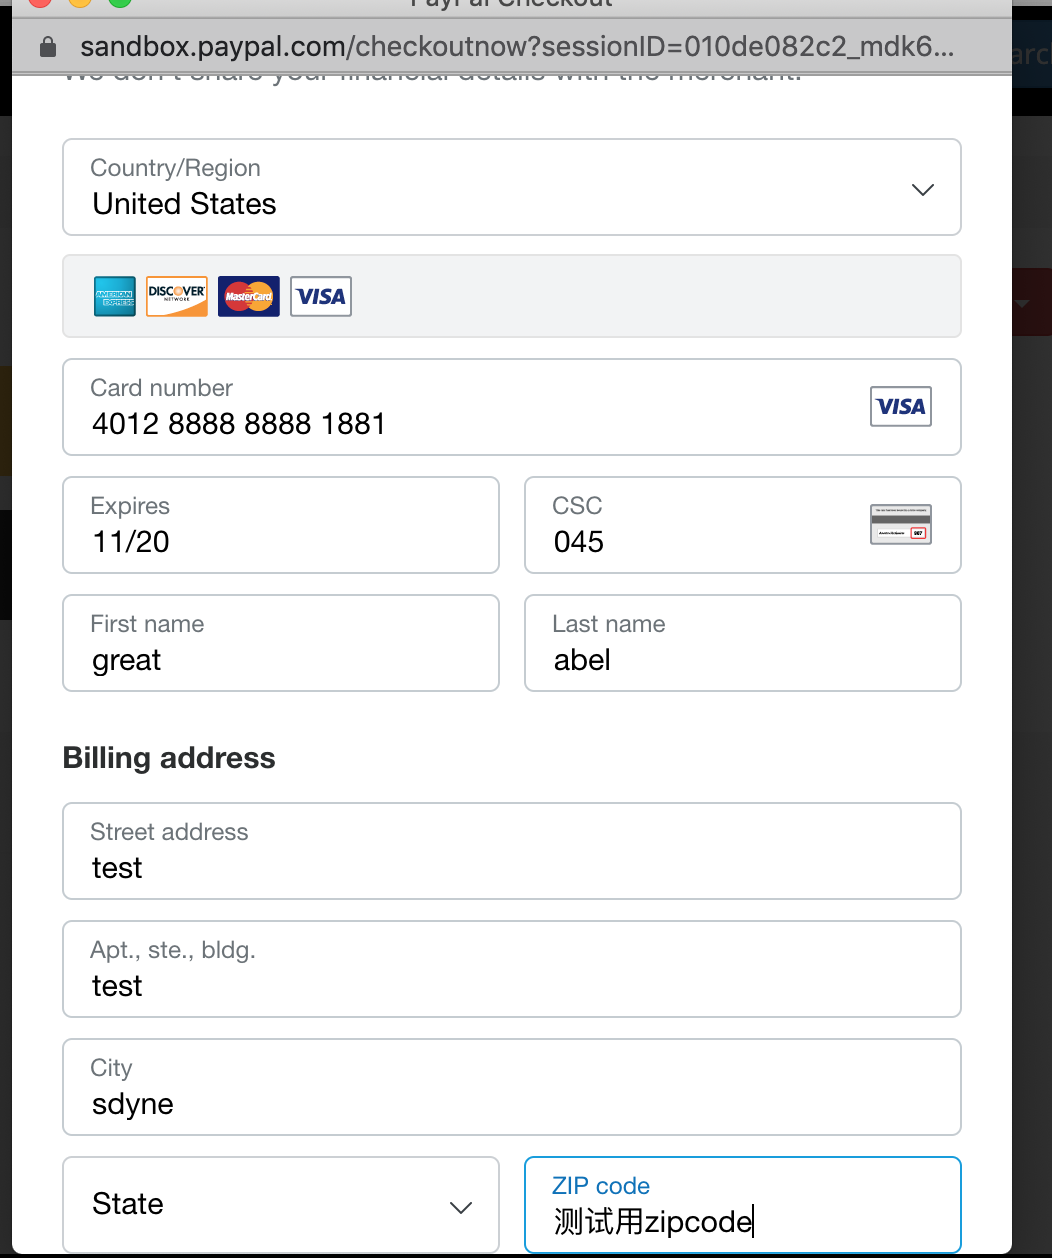 PayPal Checkout
sandbox.paypal.com/checkoutnow?sessionID=010de082c2_mdk6...
We don't share your financial details with the merchant.
Country/Region
United States
AMERICAN EXPRESS
DISCOVER NETWORK
MasterCard
VISA
Card number
4012 8888 8888 1881
VISA
Expires
11/20
CSC
045
First name
great
Last name
abel
Billing address
Street address
test
Apt., ste., bldg.
test
City
sdyne
State
ZIP code
测试用zipcode